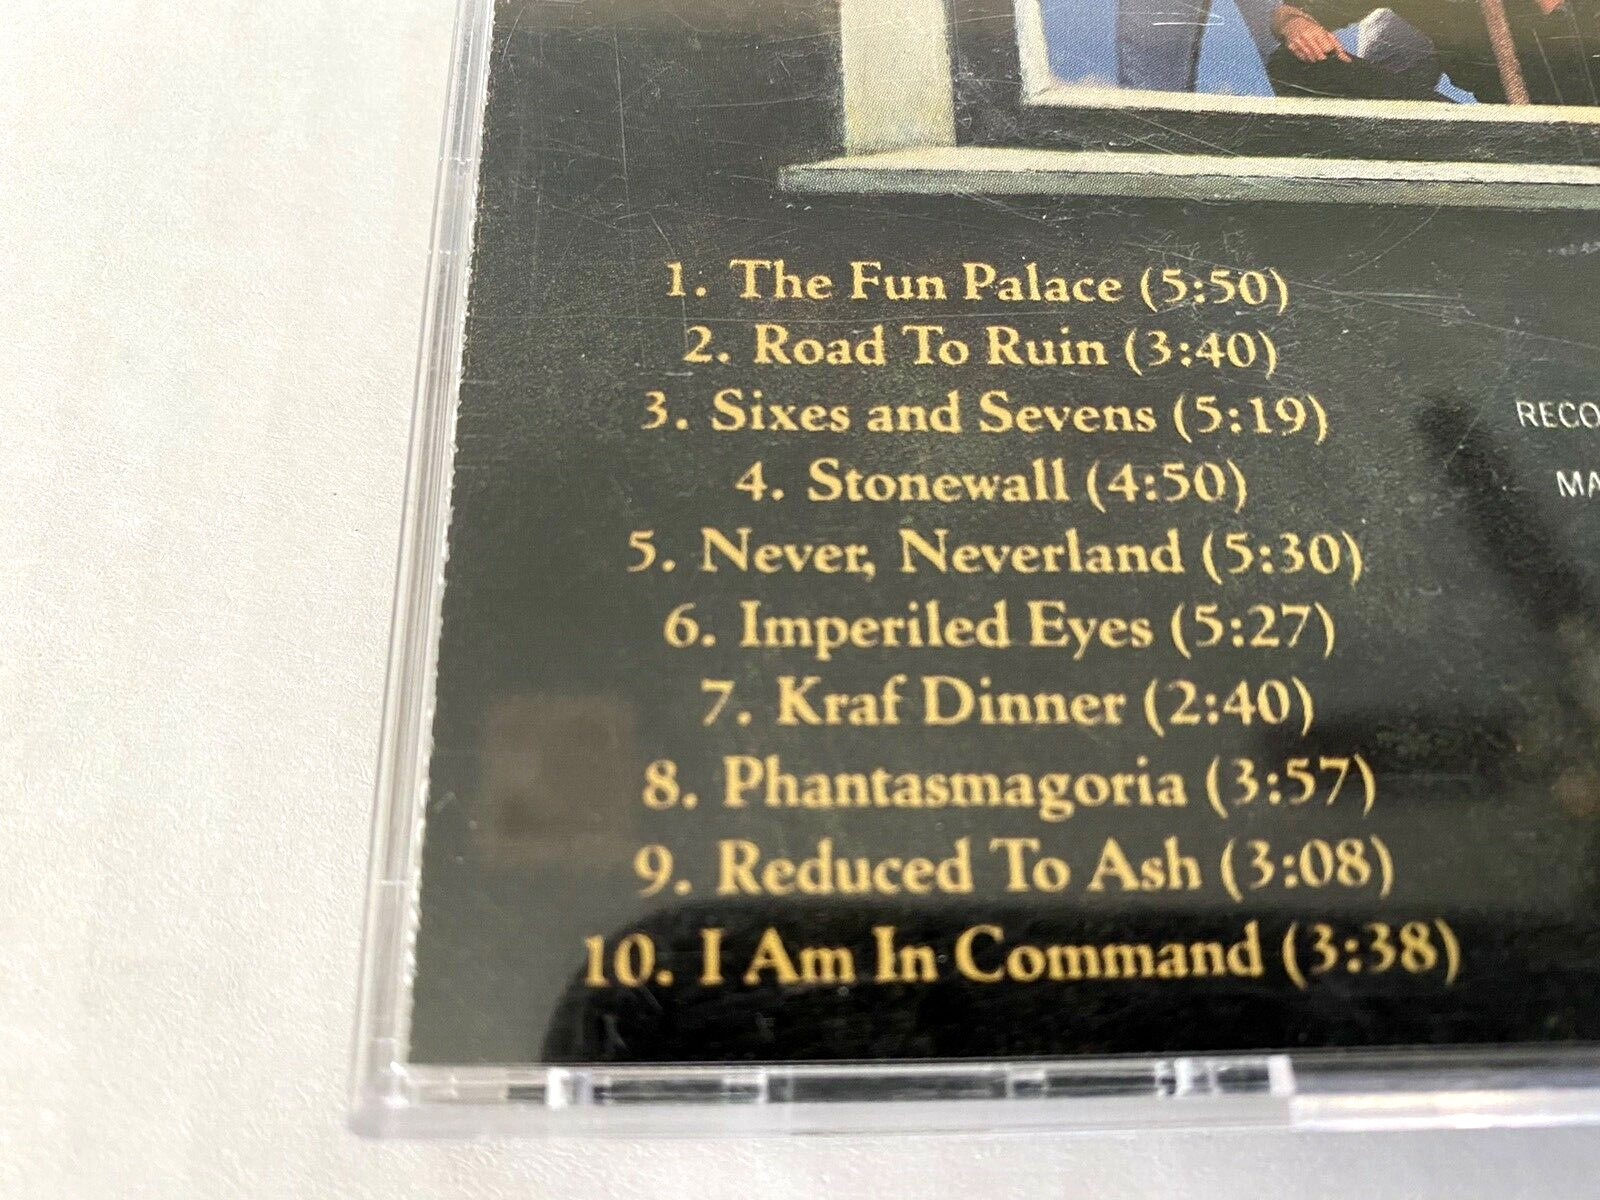 1. The Fun Palace (5:50)
2. Road To Ruin (3:40)
3. Sixes and Sevens (5:19)
4. Stonewall (4:50)
5. Never, Neverland (5:30)
6. Imperiled Eyes (5:27)
7. Kraf Dinner (2:40)
8. Phantasmagoria (3:57)
9. Reduced To Ash (3:08)
10. I Am In Command (3:38)
RECO
MA